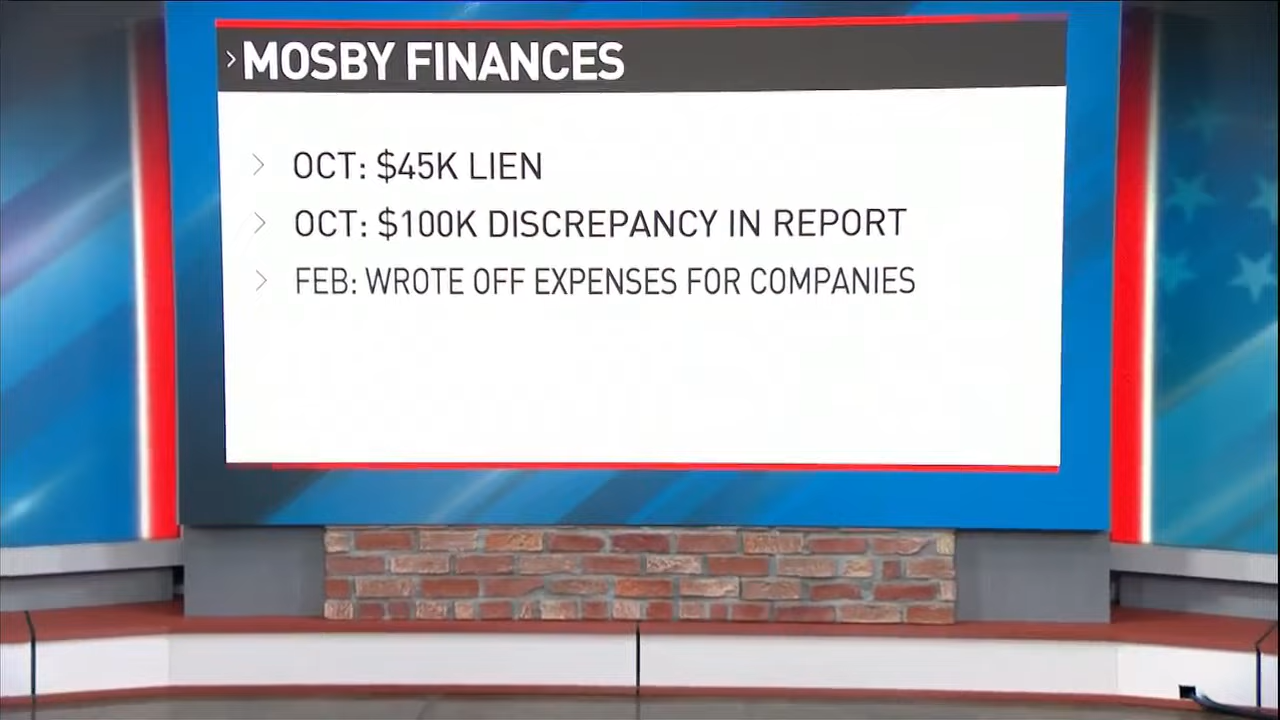 MOSBY FINANCES
OCT: $45K LIEN
OCT: $100K DISCREPANCY IN REPORT
FEB: WROTE OFF EXPENSES FOR COMPANIES